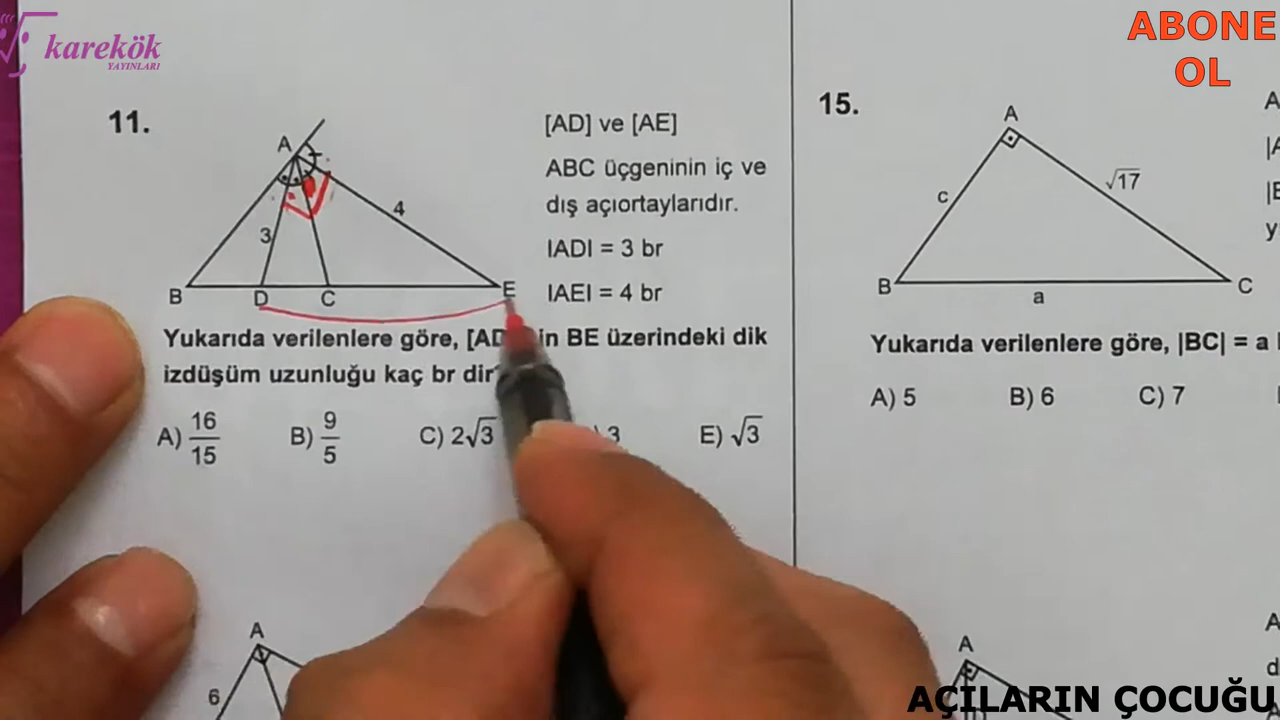 karekök
YAYINLARI
ABONE
OL
11.
A
3
4
B
D
C
E
[AD] ve [AE]
ABC üçgeninin iç ve
dış açıortaylarıdır.
IADI = 3 br
IAEI = 4 br
Yukarıda verilenlere göre, [AD in BE üzerindeki dik
izdüşüm uzunluğu kaç br dir
A) 16/15 B) 9/5 C) 2√3 ) 3 E) √3
15.
A
c
√17
B
a
C
A
y
Yukarıda verilenlere göre, |BC| = a
A) 5 B) 6 C) 7
A
6
A
A
d
AÇILARIN ÇOCUĞU